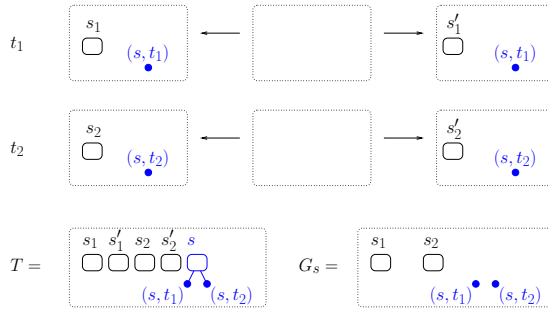 s₁ s′₁
t₁ (s, t₁) (s, t₁)
s₂ s′₂
t₂ (s, t₂) (s, t₂)
s₁ s′₁ s₂ s′₂ s s₁ s₂
T = G_s =
(s, t₁) (s, t₂) (s, t₁) (s, t₂)